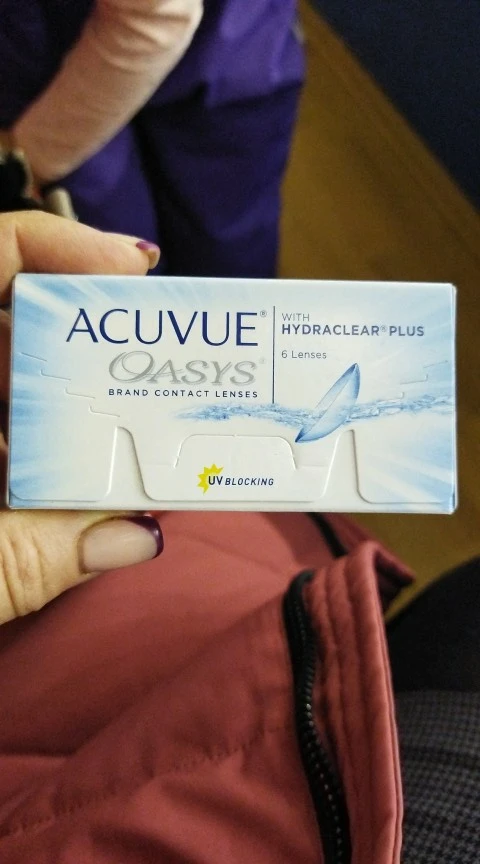 ACUVUE®
OASYS®
BRAND CONTACT LENSES
WITH
HYDRACLEAR® PLUS
6 Lenses
UV BLOCKING